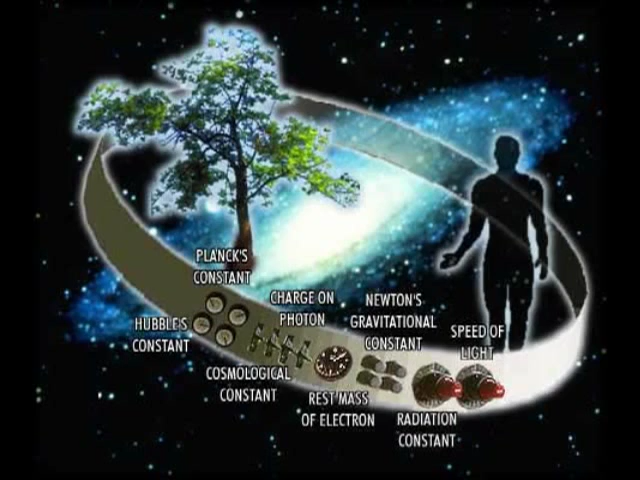 PLANCK'S
CONSTANT
HUBBLE'S
CONSTANT
CHARGE ON
PHOTON
COSMOLOGICAL
CONSTANT
NEWTON'S
GRAVITATIONAL
CONSTANT
REST MASS
OF ELECTRON
SPEED OF
LIGHT
RADIATION
CONSTANT